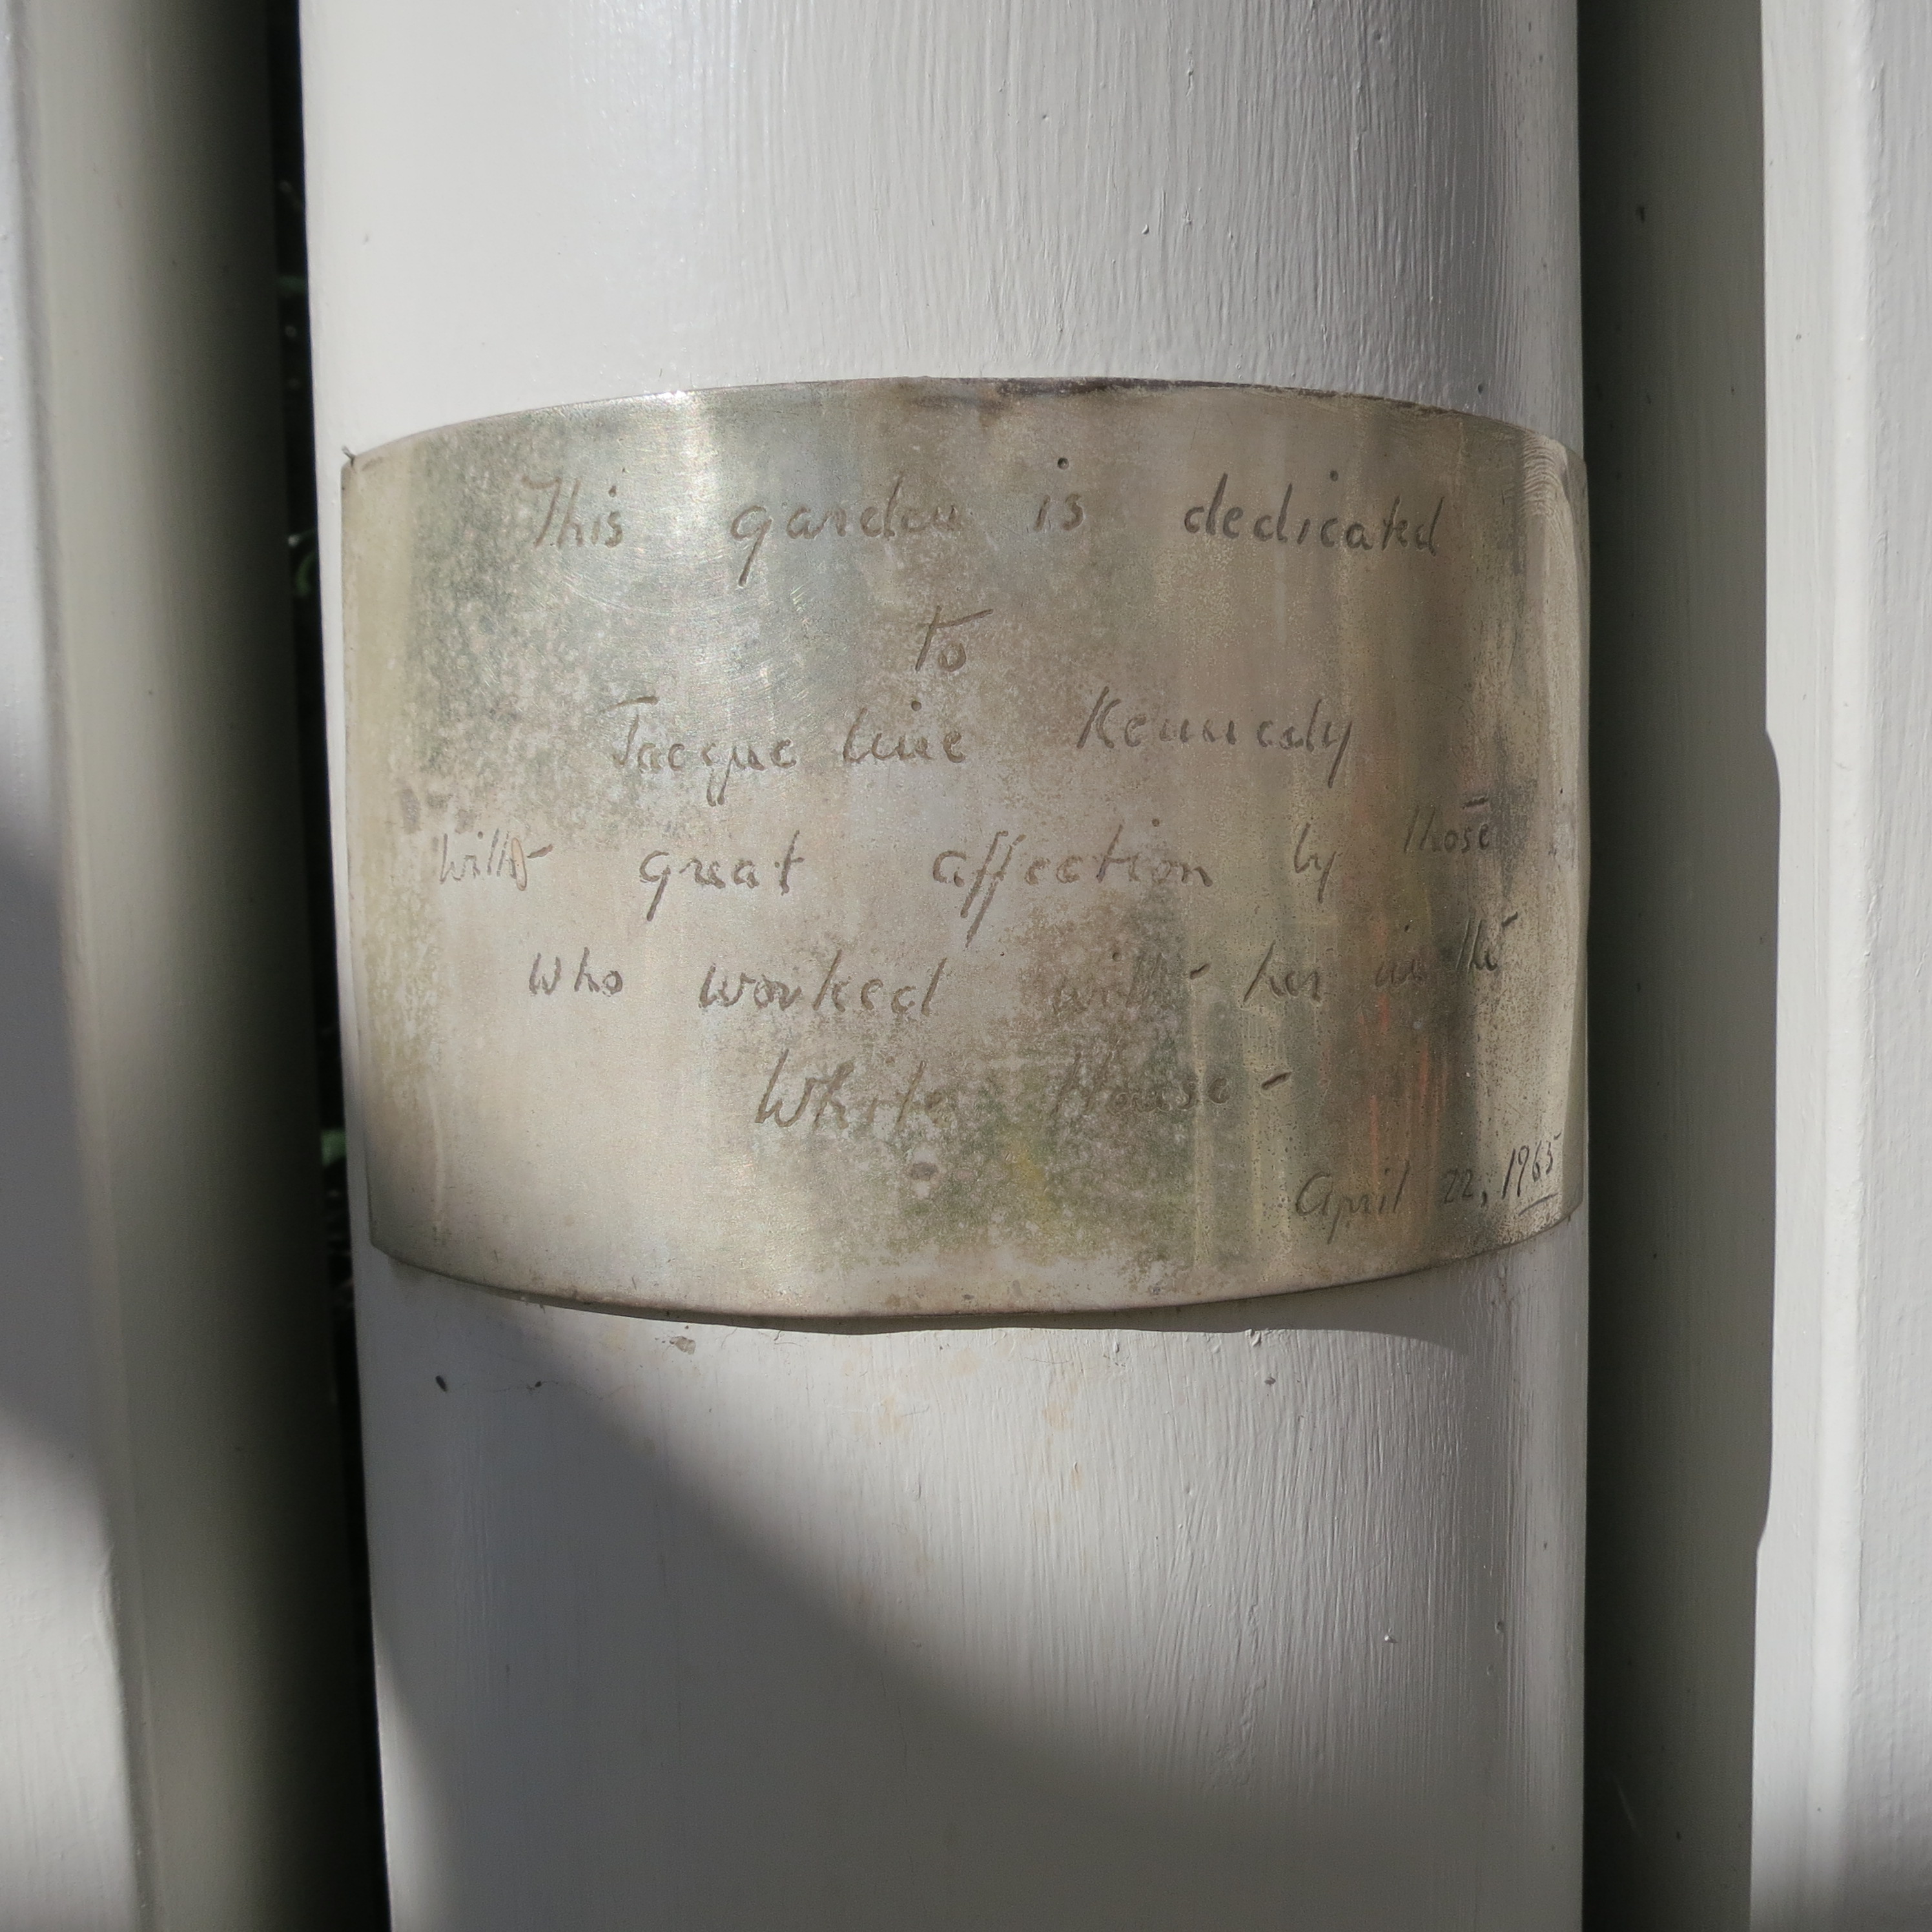 This garden is dedicated
to
Jacqueline Kennedy
with great affection by those
who worked with her in the
White House –
April 22, 1965